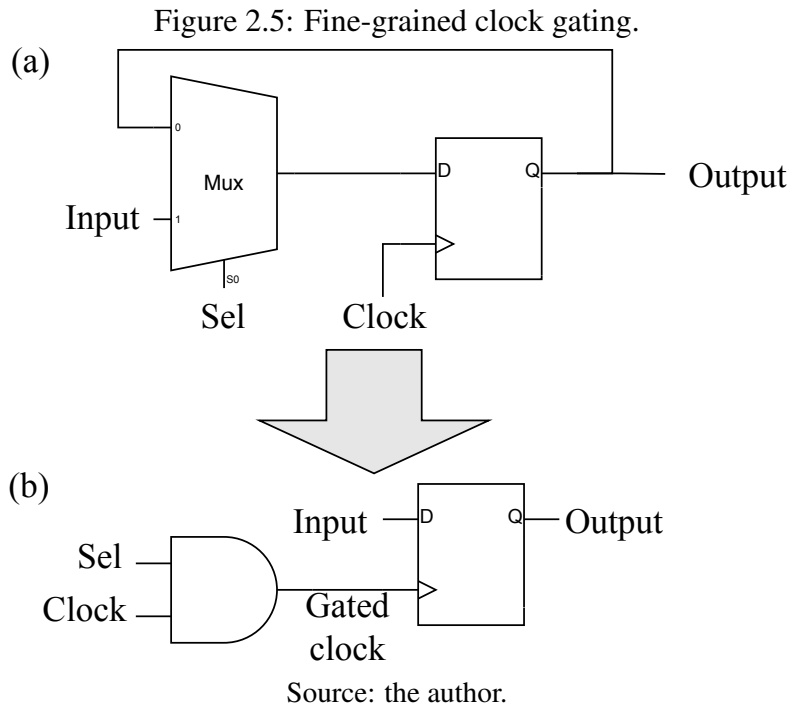 Figure 2.5: Fine-grained clock gating.
(a)
0
Mux
D
Q
Output
Input
1
S0
Sel
Clock
(b)
Input
D
Q
Output
Sel
Clock
Gated
clock
Source: the author.